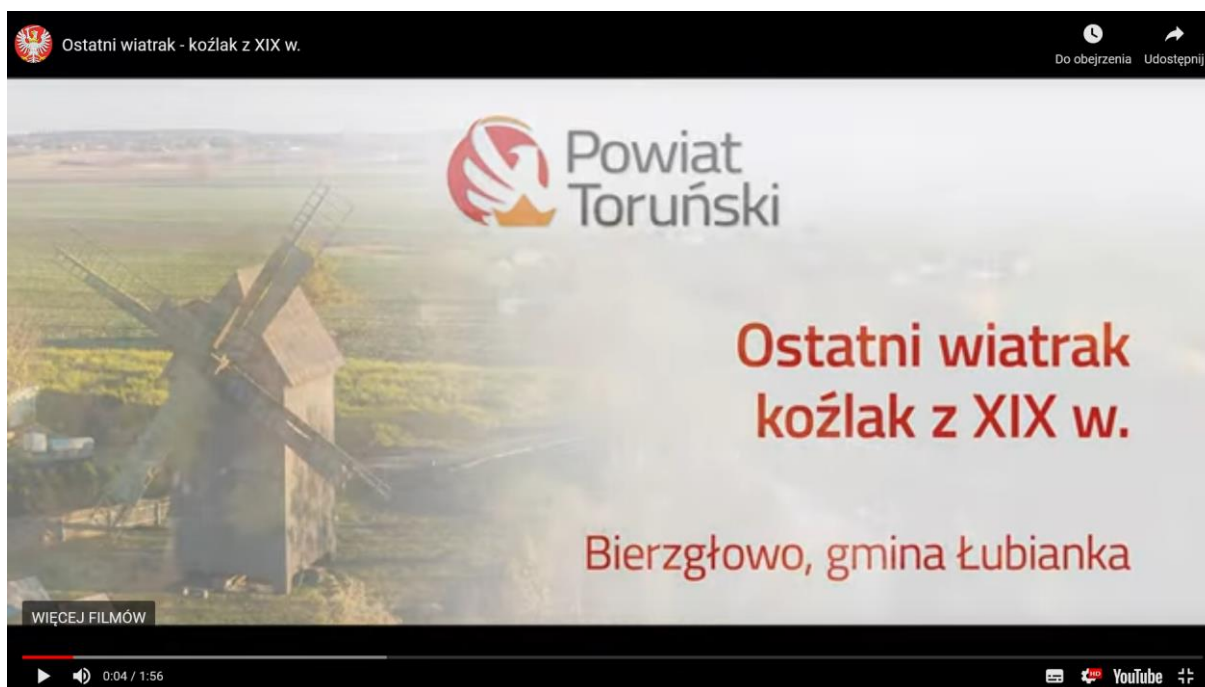 Ostatni wiatrak - koźlak z XIX w.
Do obejrzenia
Udostępnij
Powiat
Toruński
Ostatni wiatrak
koźlak z XIX w.
Bierzgłowo, gmina Łubianka
WIĘCEJ FILMÓW
0:04 / 1:56
HD
YouTube